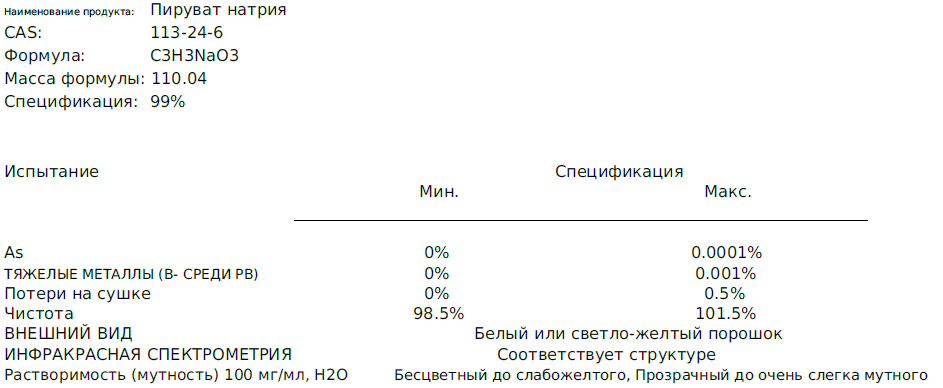 Наименование продукта: Пируват натрия
CAS: 113-24-6
Формула: C3H3NaO3
Масса формулы: 110.04
Спецификация: 99%
Испытание Спецификация
Мин. Макс.
As 0% 0.0001%
ТЯЖЕЛЫЕ МЕТАЛЛЫ (В- СРЕДИ PB) 0% 0.001%
Потери на сушке 0% 0.5%
Чистота 98.5% 101.5%
ВНЕШНИЙ ВИД Белый или светло-желтый порошок
ИНФРАКРАСНАЯ СПЕКТРОМЕТРИЯ Соответствует структуре
Растворимость (мутность) 100 мг/мл, H2O Бесцветный до слабожелтого, Прозрачный до очень слегка мутного